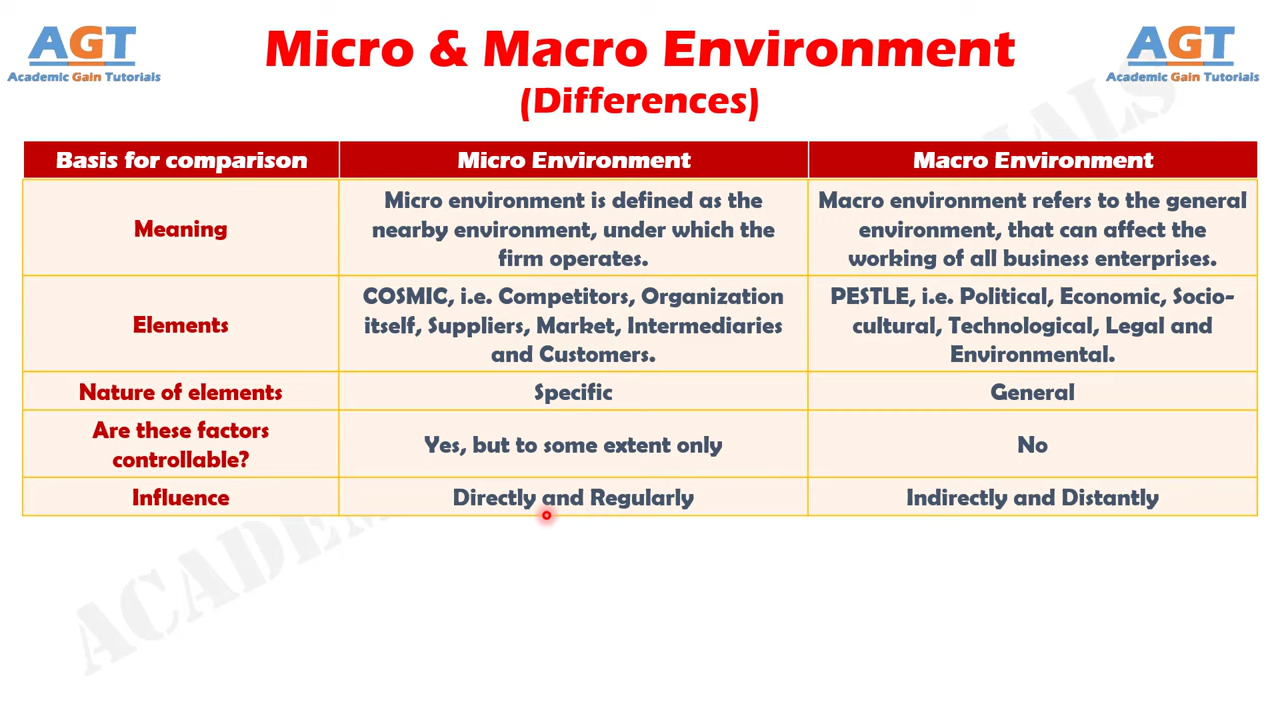 AGT
Academic Gain Tutorials
Micro & Macro Environment
(Differences)
AGT
Academic Gain Tutorials
Basis for comparison
Micro Environment
Macro Environment
Meaning
Micro environment is defined as the
nearby environment, under which the
firm operates.
Macro environment refers to the general
environment, that can affect the
working of all business enterprises.
Elements
COSMIC, i.e. Competitors, Organization
itself, Suppliers, Market, Intermediaries
and Customers.
PESTLE, i.e. Political, Economic, Socio-
cultural, Technological, Legal and
Environmental.
Nature of elements
Specific
General
Are these factors
controllable?
Yes, but to some extent only
No
Influence
Directly and Regularly
Indirectly and Distantly